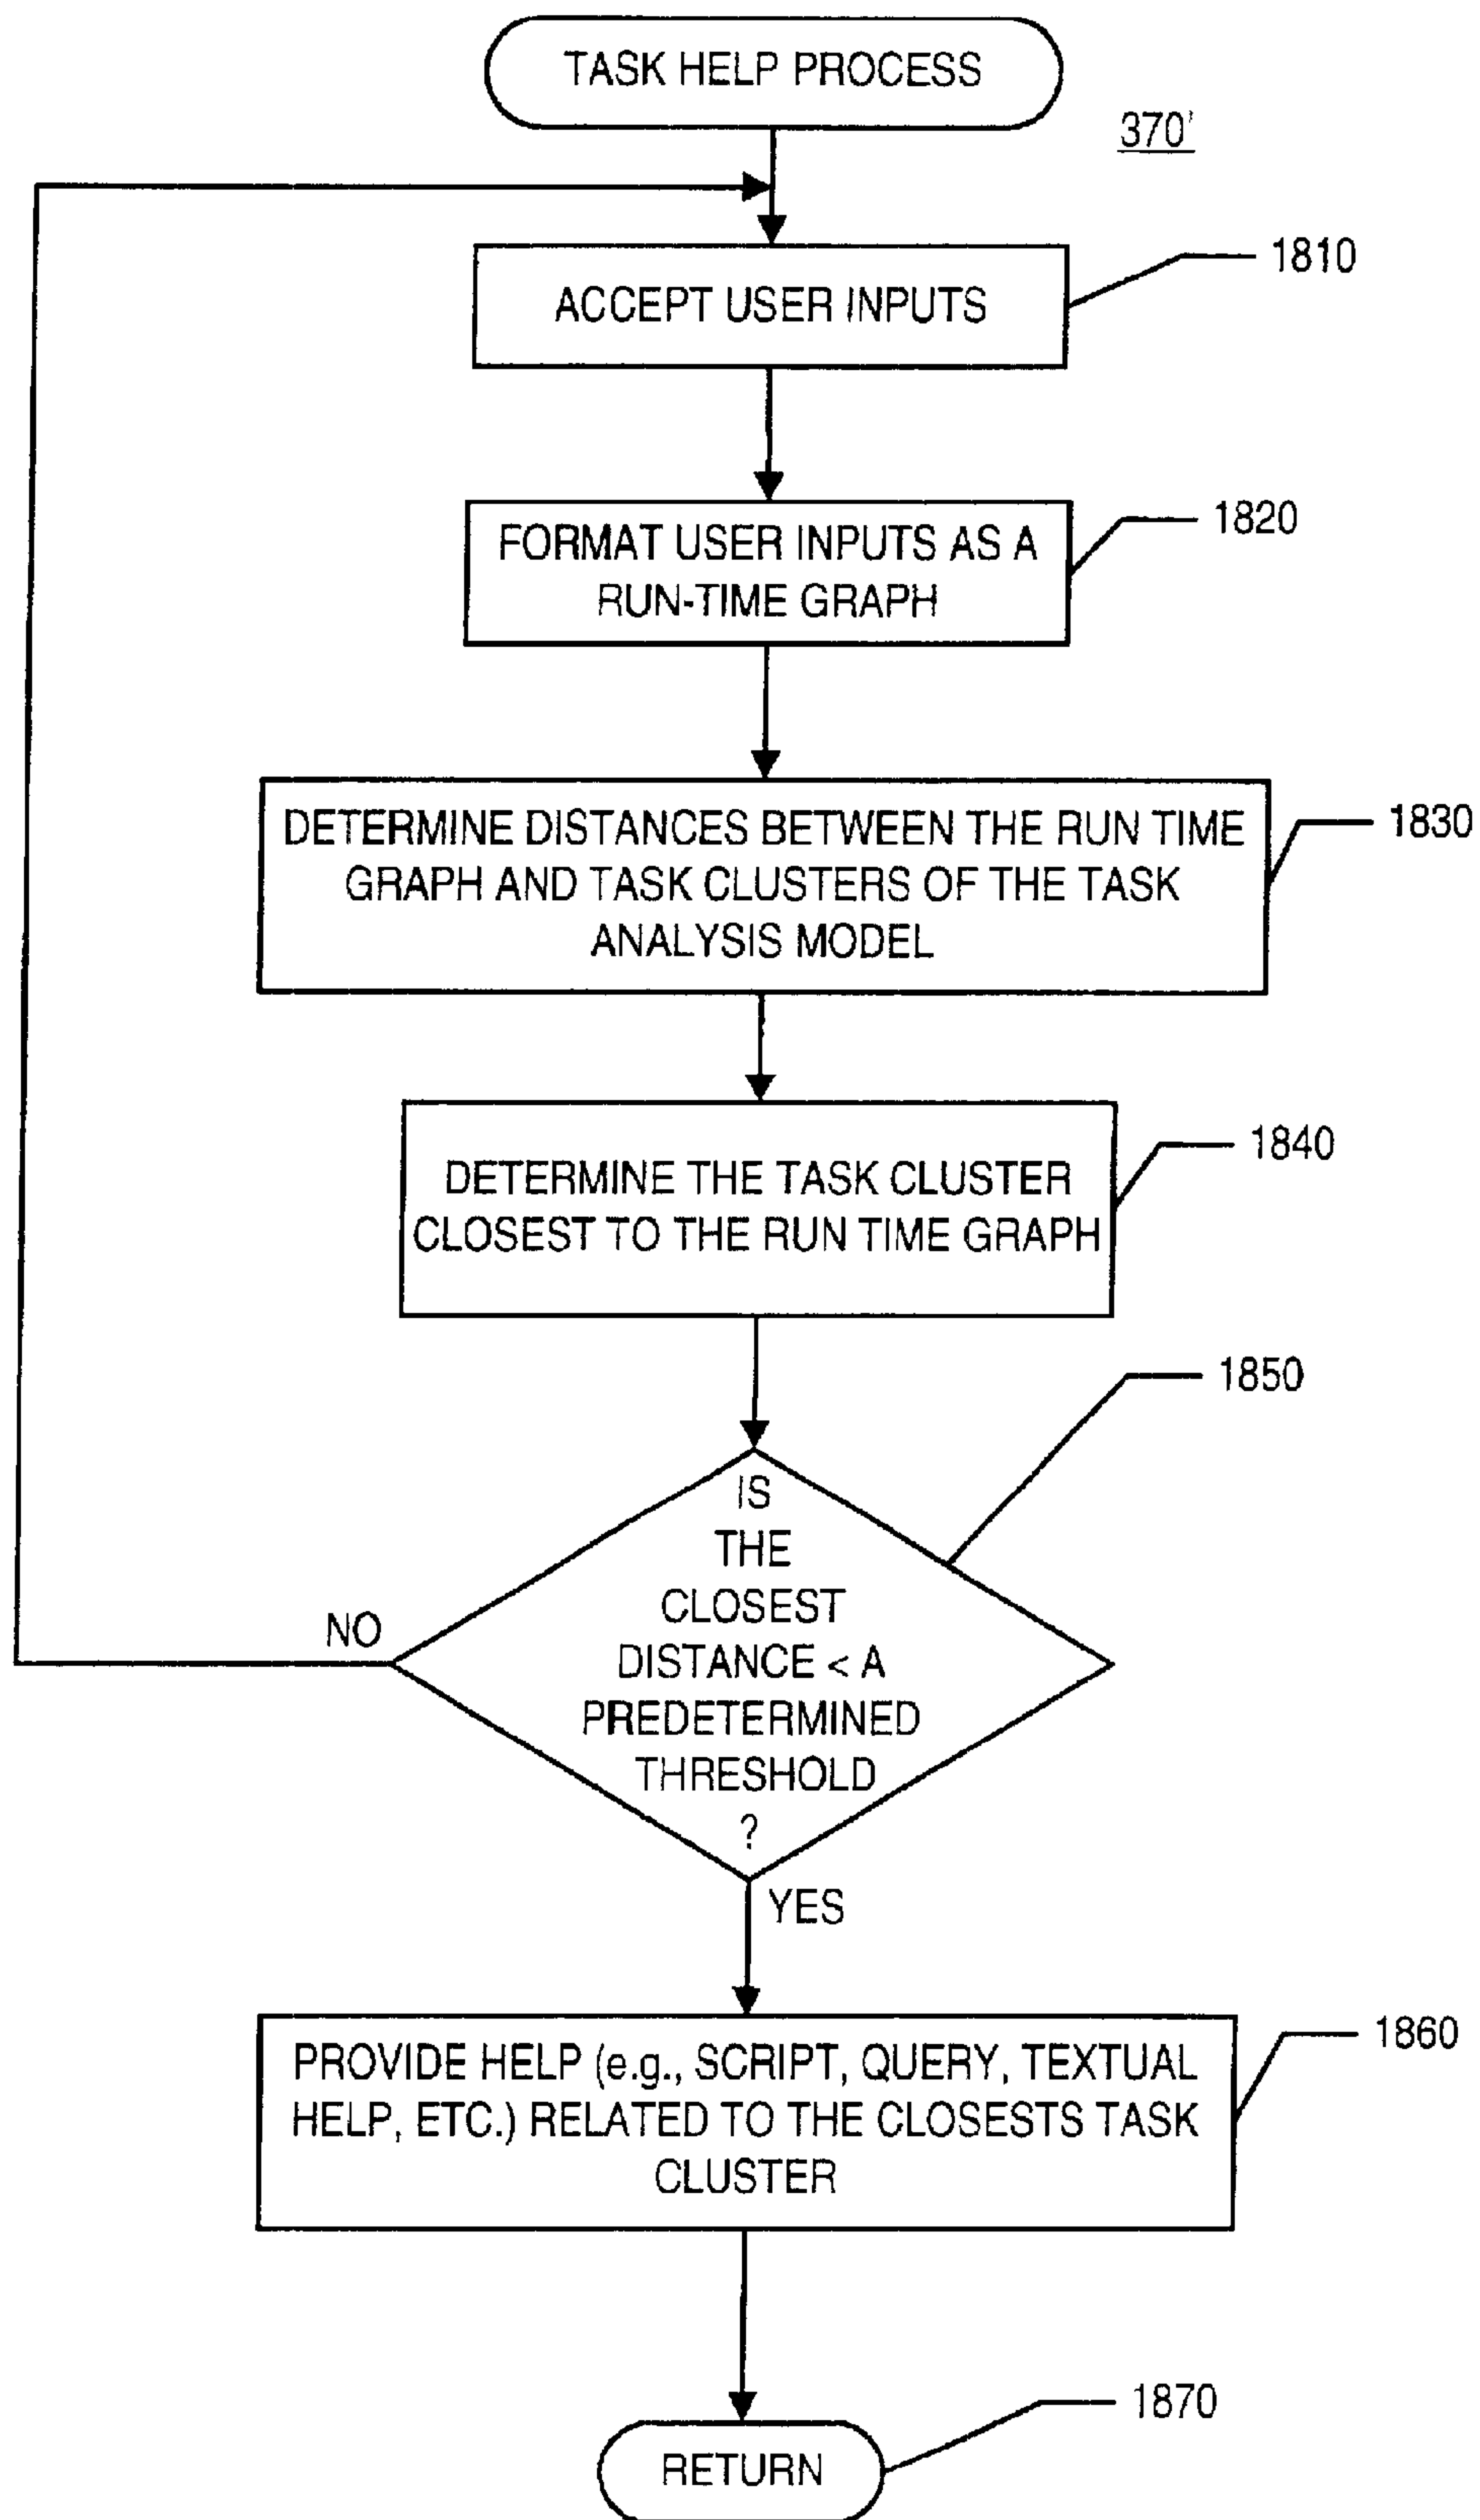 TASK HELP PROCESS
370'
ACCEPT USER INPUTS
1810
FORMAT USER INPUTS AS A
RUN-TIME GRAPH
1820
DETERMINE DISTANCES BETWEEN THE RUN TIME
GRAPH AND TASK CLUSTERS OF THE TASK
ANALYSIS MODEL
1830
DETERMINE THE TASK CLUSTER
CLOSEST TO THE RUN TIME GRAPH
1840
1850
IS
THE
CLOSEST
DISTANCE < A
PREDETERMINED
THRESHOLD
?
NO
YES
PROVIDE HELP (e.g., SCRIPT, QUERY, TEXTUAL
HELP, ETC.) RELATED TO THE CLOSESTS TASK
CLUSTER
1860
1870
RETURN